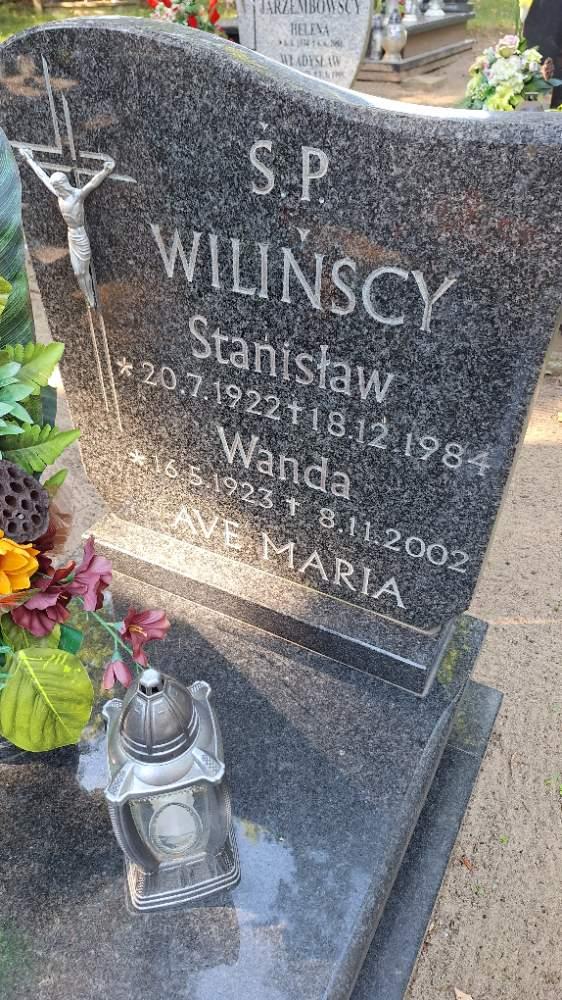 JARZEMBOWSCY
HELENA
WŁADYSŁAW
Ś.P.
WILIŃSCY
Stanisław
* 20.7.1922 † 18.12.1984
Wanda
* 16.5.1923 † 8.11.2002
AVE MARIA